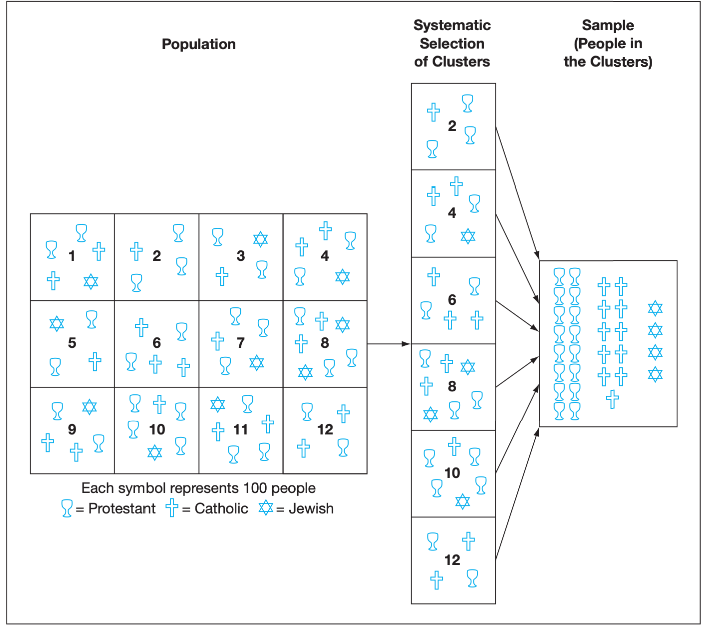 Population
Systematic
Selection
of Clusters
Sample
(People in
the Clusters)
1 2 3 4
5 6 7 8
9 10 11 12
2
4
6
8
10
12
Each symbol represents 100 people
= Protestant = Catholic = Jewish